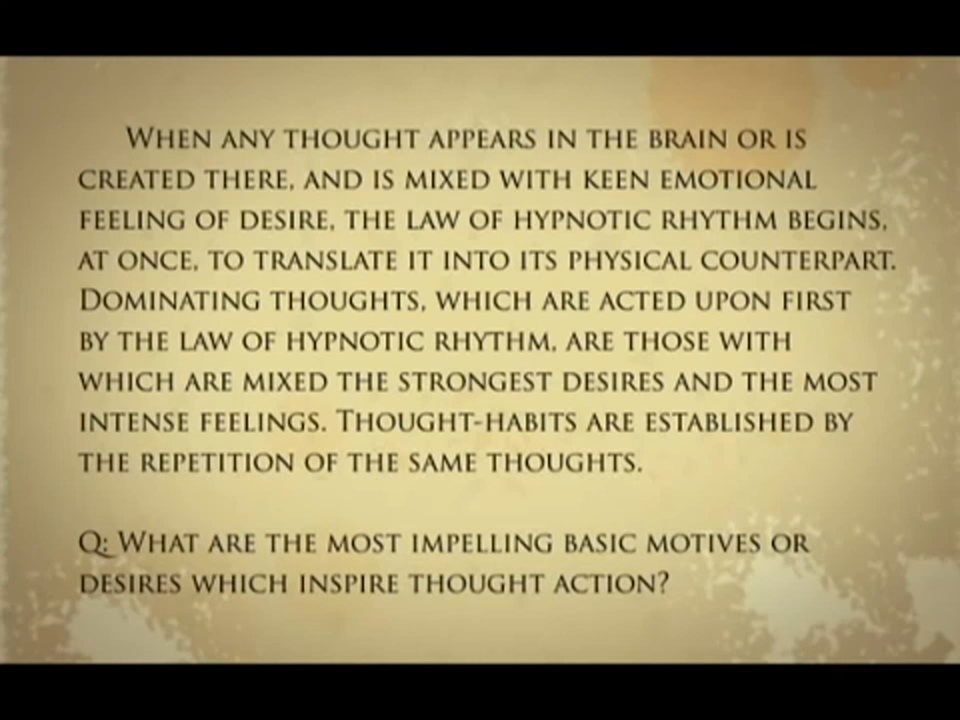 When any thought appears in the brain or is
created there, and is mixed with keen emotional
feeling of desire, the law of hypnotic rhythm begins,
at once, to translate it into its physical counterpart.
Dominating thoughts, which are acted upon first
by the law of hypnotic rhythm, are those with
which are mixed the strongest desires and the most
intense feelings. Thought-habits are established by
the repetition of the same thoughts.
Q: What are the most impelling basic motives or
desires which inspire thought action?